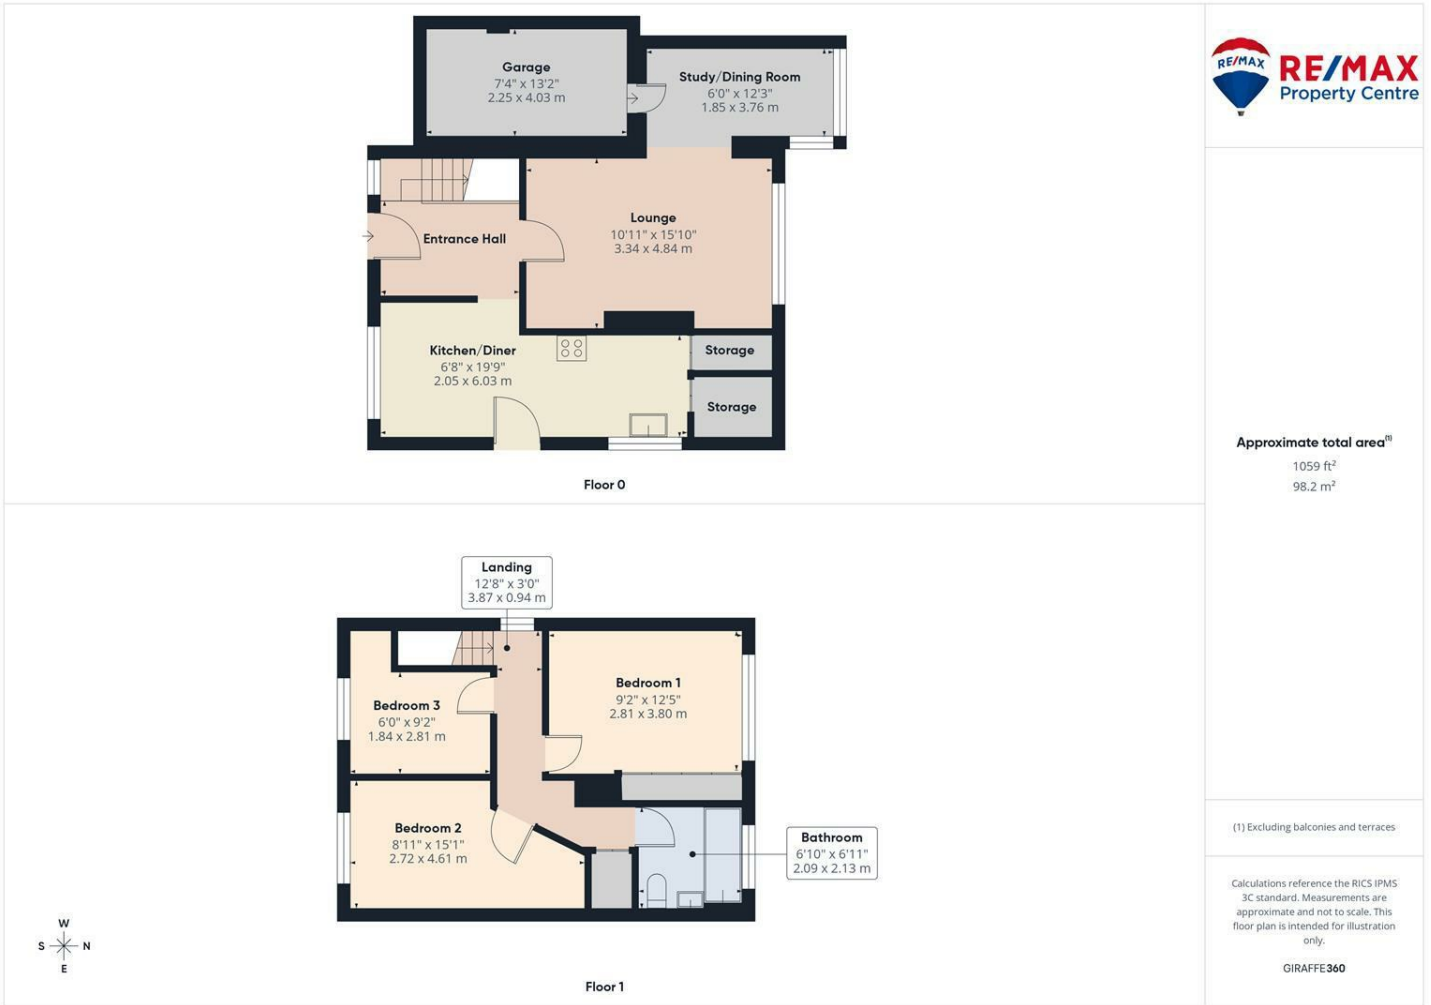 Garage
7'4" x 13'2"
2.25 x 4.03 m
Study/Dining Room
6'0" x 12'3"
1.85 x 3.76 m
Lounge
10'11" x 15'10"
3.34 x 4.84 m
Entrance Hall
Kitchen/Diner
6'8" x 19'9"
2.05 x 6.03 m
Storage
Storage
Floor 0
Landing
12'8" x 3'0"
3.87 x 0.94 m
Bedroom 1
9'2" x 12'5"
2.81 x 3.80 m
Bedroom 3
6'0" x 9'2"
1.84 x 2.81 m
Bedroom 2
8'11" x 15'1"
2.72 x 4.61 m
Bathroom
6'10" x 6'11"
2.09 x 2.13 m
W
S N
E
Floor 1
RE/MAX
RE/MAX
Property Centre
Approximate total area(1)
1059 ft²
98.2 m²
(1) Excluding balconies and terraces
Calculations reference the RICS IPMS
3C standard. Measurements are
approximate and not to scale. This
floor plan is intended for illustration
only.
GIRAFFE360